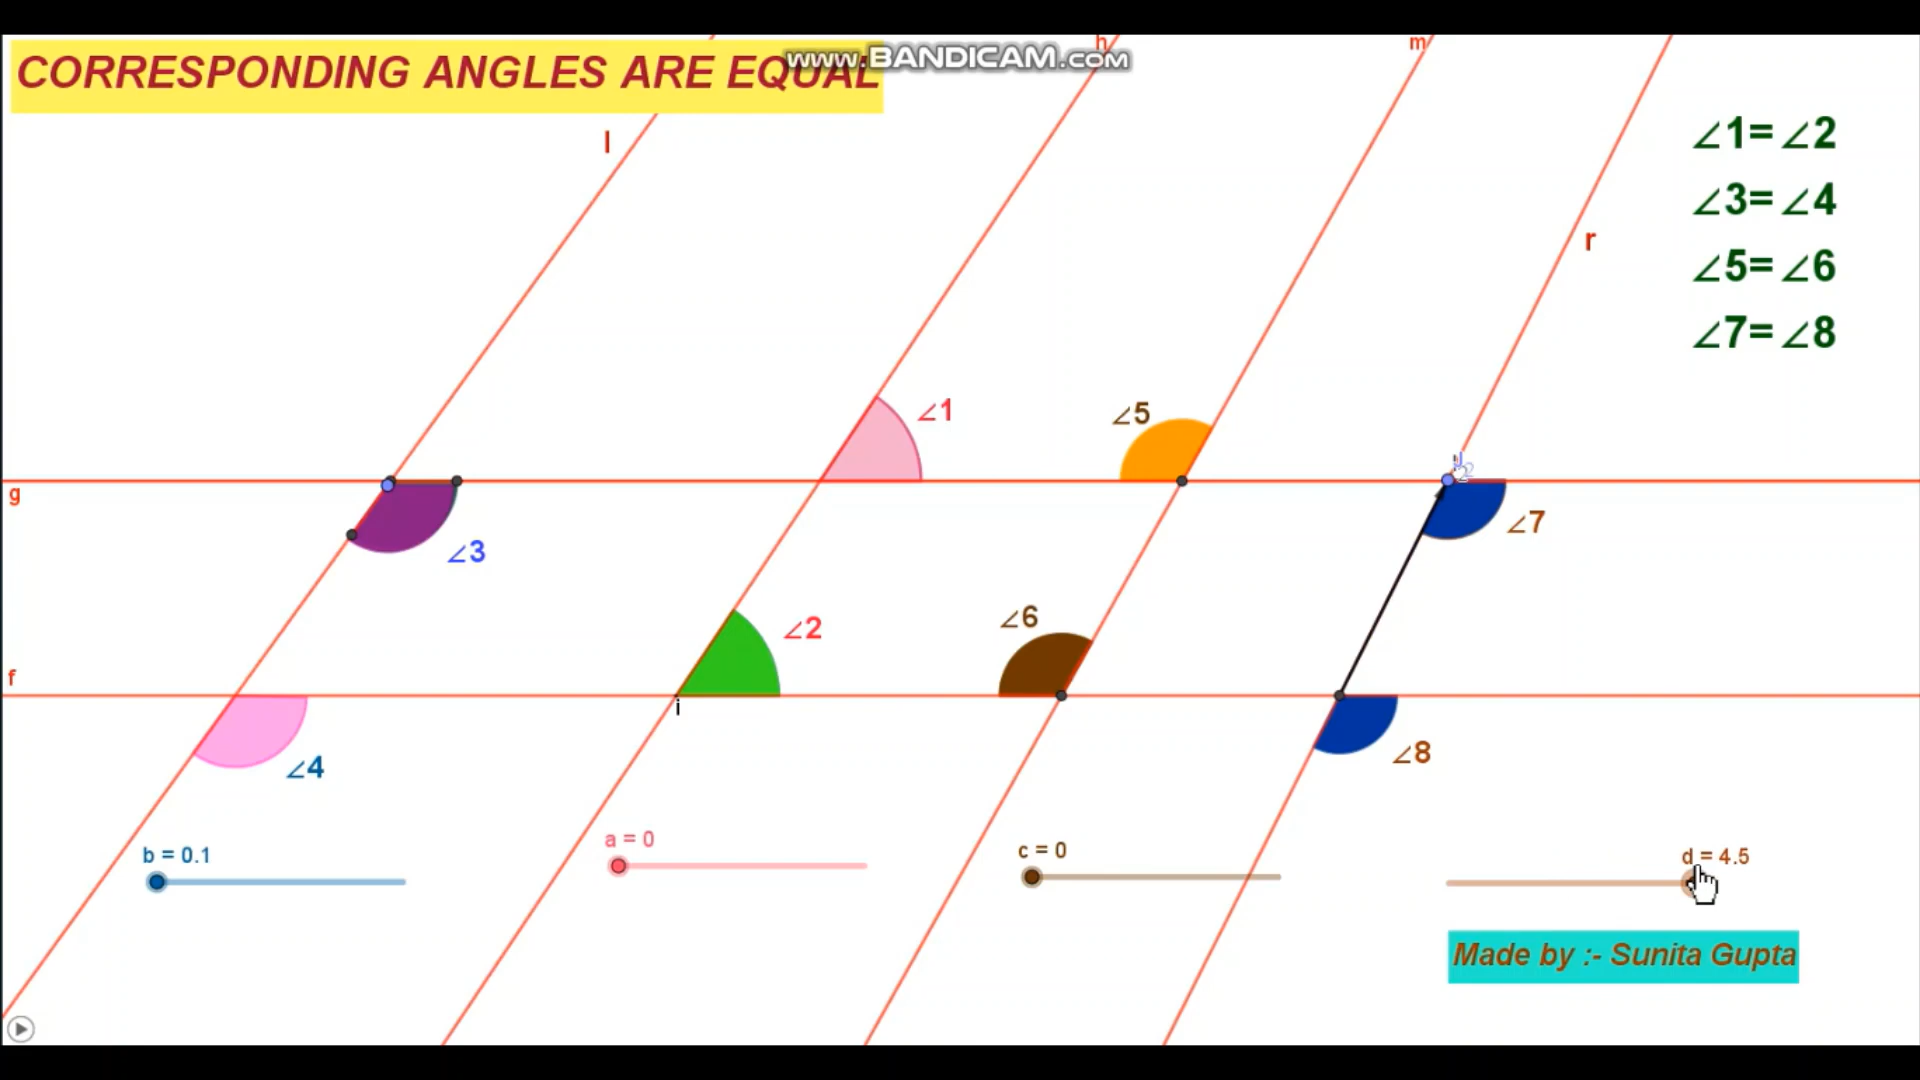 CORRESPONDING ANGLES ARE EQUAL
www.BANDICAM.com
h
m
l
r
∠1=∠2
∠3=∠4
∠5=∠6
∠7=∠8
∠1
∠5
g
∠3
∠7
∠6
∠2
f
i
∠4
∠8
b = 0.1
a = 0
c = 0
d = 4.5
Made by :- Sunita Gupta